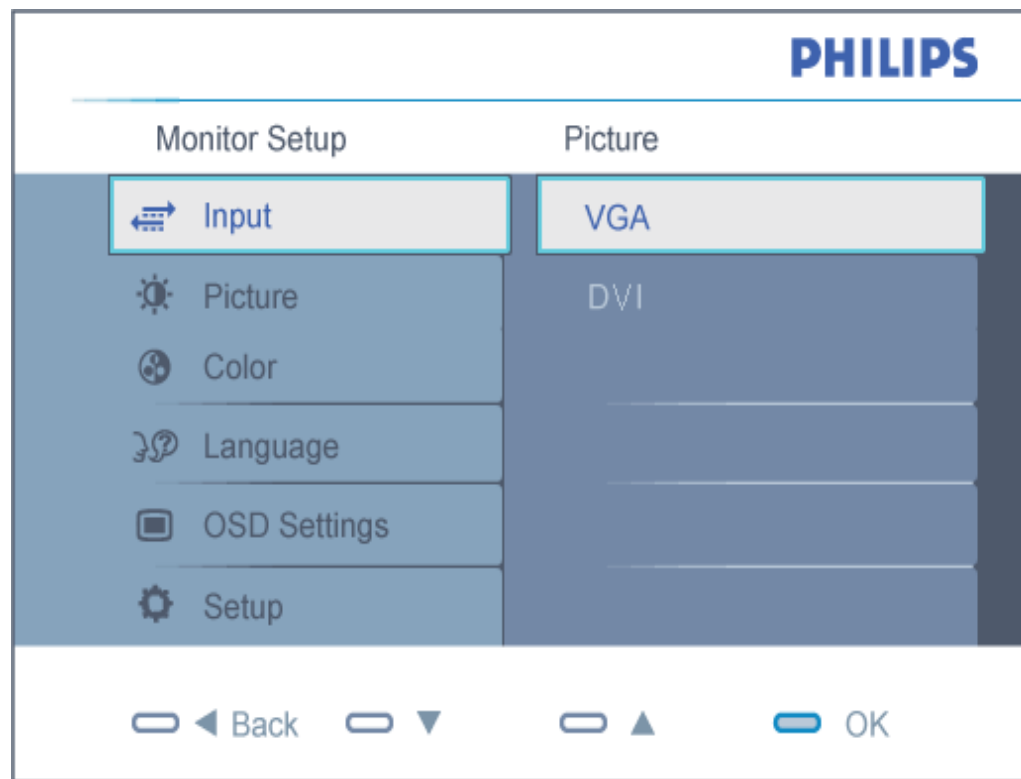 PHILIPS
Monitor Setup Picture
Input VGA
Picture DVI
Color
Language
OSD Settings
Setup
Back OK